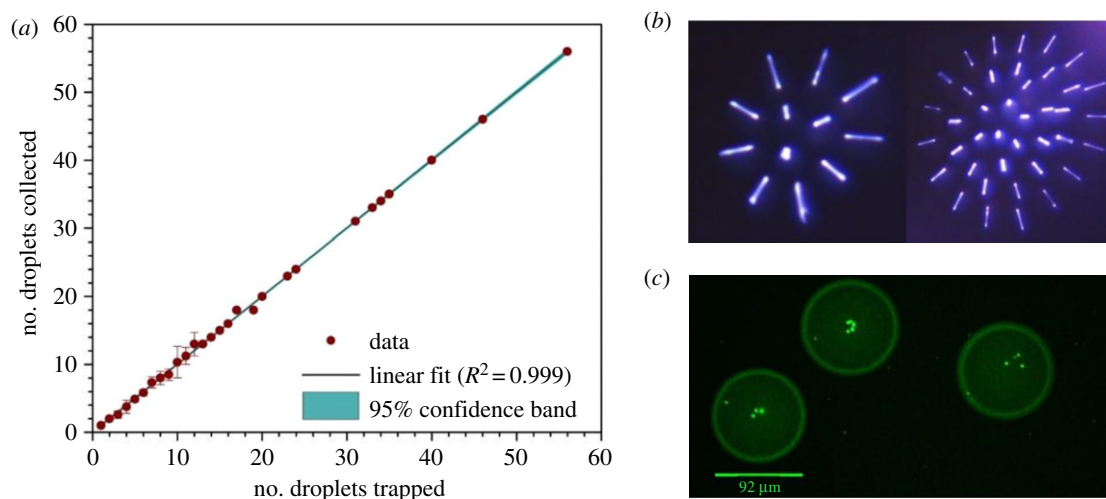 (a)
60
50
40
30
20
10
0
no. droplets collected
0 10 20 30 40 50 60
no. droplets trapped
data
linear fit (R² = 0.999)
95% confidence band
(b)
(c)
92 µm